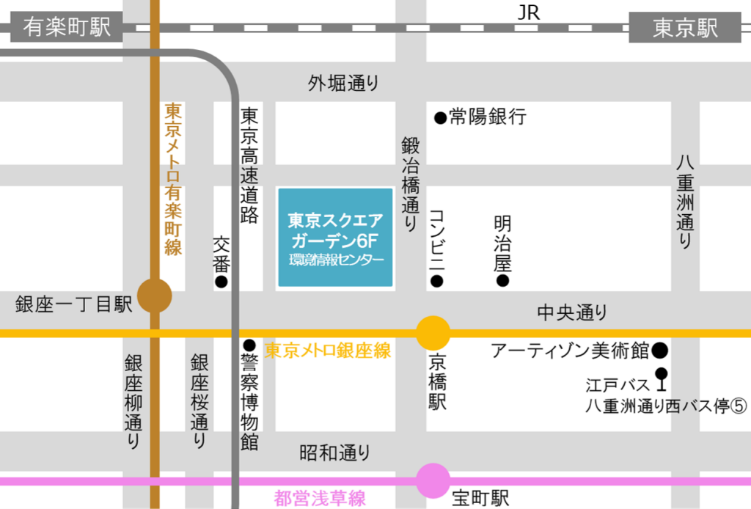 JR
有楽町駅
東京駅
外堀通り
東京メトロ有楽町線
東京高速道路
常陽銀行
鍛冶橋通り
八重洲通り
東京スクエア
ガーデン6F
環境情報センター
交番
コンビニ
明治屋
銀座一丁目駅
中央通り
東京メトロ銀座線
アーティゾン美術館
銀座柳通り
銀座桜通り
警察博物館
京橋駅
江戸バス
八重洲通り西バス停⑤
昭和通り
都営浅草線
宝町駅